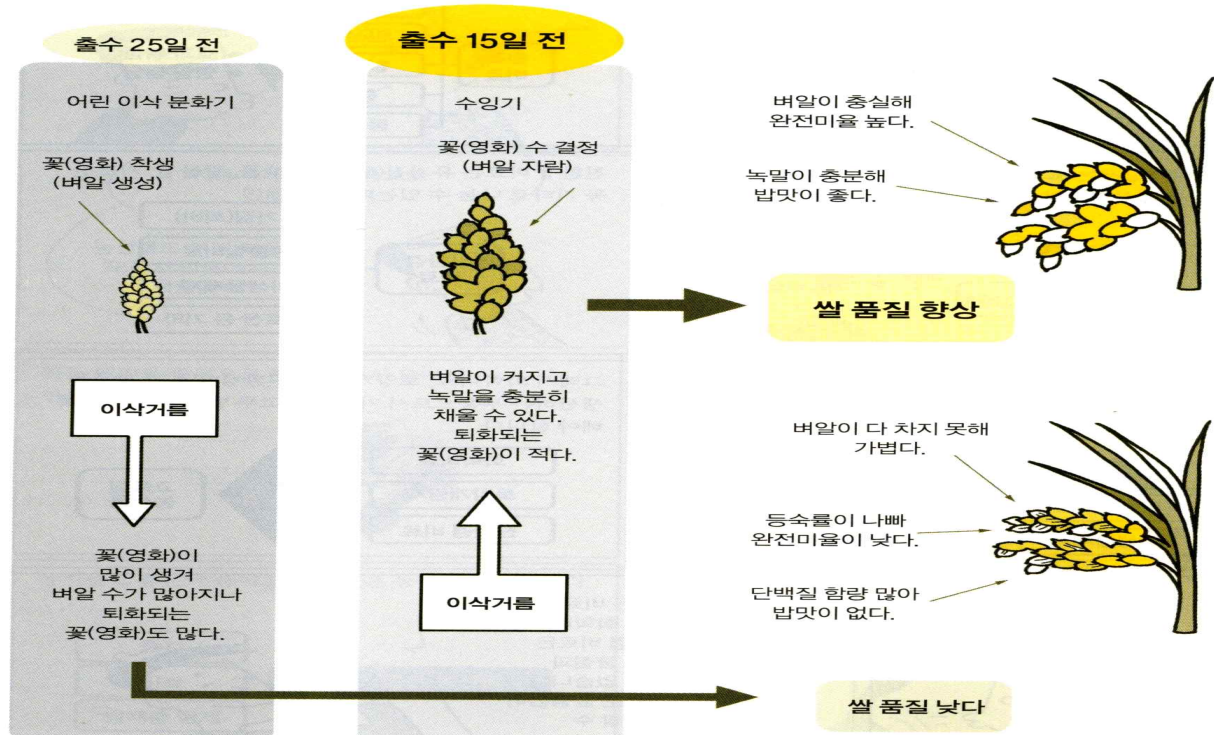 출수 25일 전
어린 이삭 분화기
꽃(영화) 착생
(벼알 생성)
이삭거름
꽃(영화)이
많이 생겨
벼알 수가 많아지나
퇴화되는
꽃(영화)도 많다.
출수 15일 전
수잉기
꽃(영화) 수 결정
(벼알 자람)
벼알이 커지고
녹말을 충분히
채울 수 있다.
퇴화되는
꽃(영화)이 적다.
이삭거름
벼알이 충실해
완전미율 높다.
녹말이 충분해
밥맛이 좋다.
쌀 품질 향상
벼알이 다 차지 못해
가볍다.
등숙률이 나빠
완전미율이 낮다.
단백질 함량 많아
밥맛이 없다.
쌀 품질 낮다